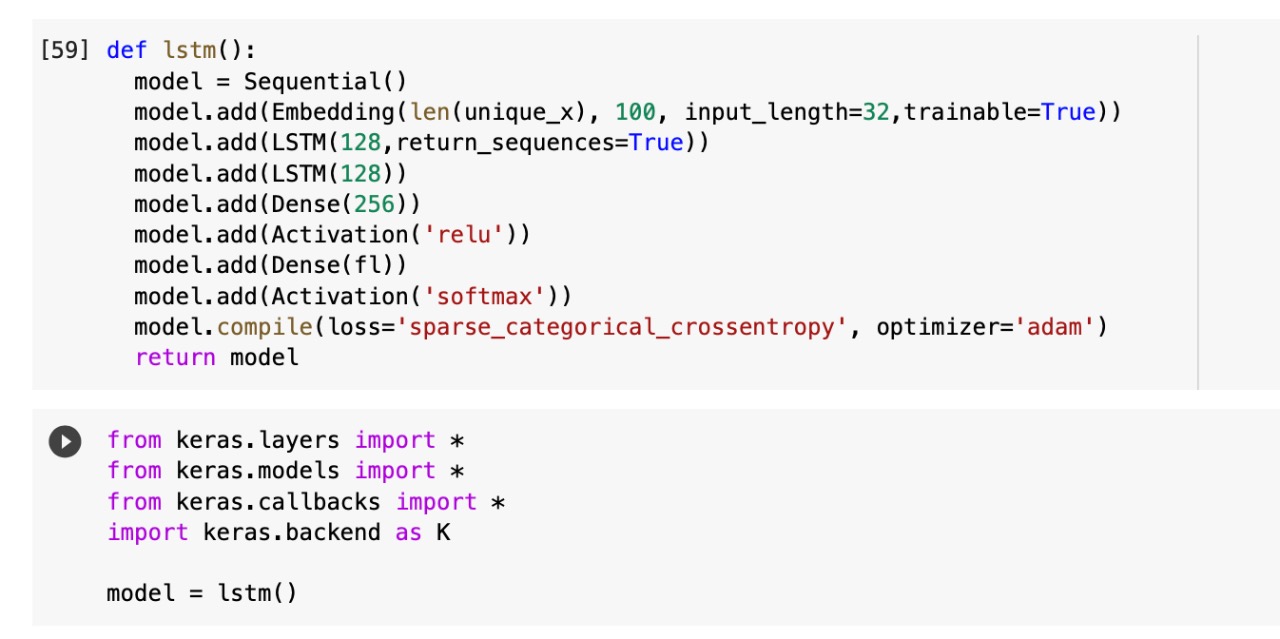 [59] def lstm():
  model = Sequential()
  model.add(Embedding(len(unique_x), 100, input_length=32,trainable=True))
  model.add(LSTM(128,return_sequences=True))
  model.add(LSTM(128))
  model.add(Dense(256))
  model.add(Activation('relu'))
  model.add(Dense(fl))
  model.add(Activation('softmax'))
  model.compile(loss='sparse_categorical_crossentropy', optimizer='adam')
  return model
from keras.layers import *
from keras.models import *
from keras.callbacks import *
import keras.backend as K
model = lstm()